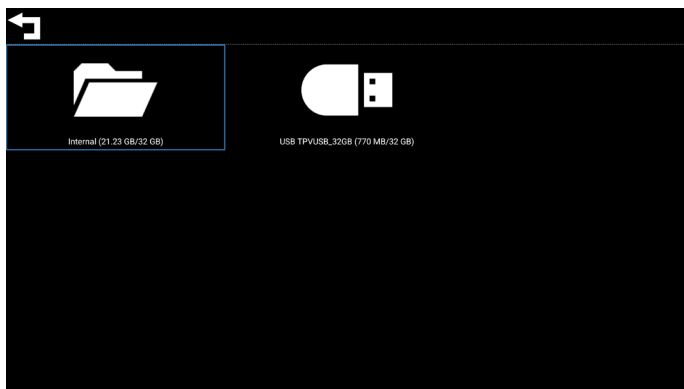 Internal (21.23 GB/32 GB)
USB TPVUSB_32GB (770 MB/32 GB)